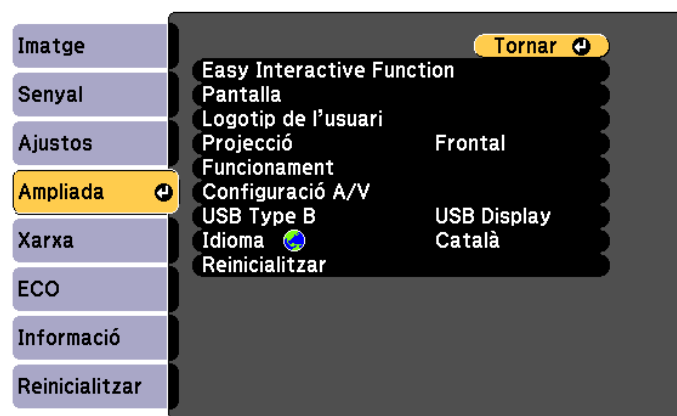 Imatge
Senyal
Ajustos
Ampliada
Xarxa
ECO
Informació
Reinicialitzar
Tornar
Easy Interactive Function
Pantalla
Logotip de l'usuari
Projecció Frontal
Funcionament
Configuració A/V
USB Type B USB Display
Idioma Català
Reinicialitzar